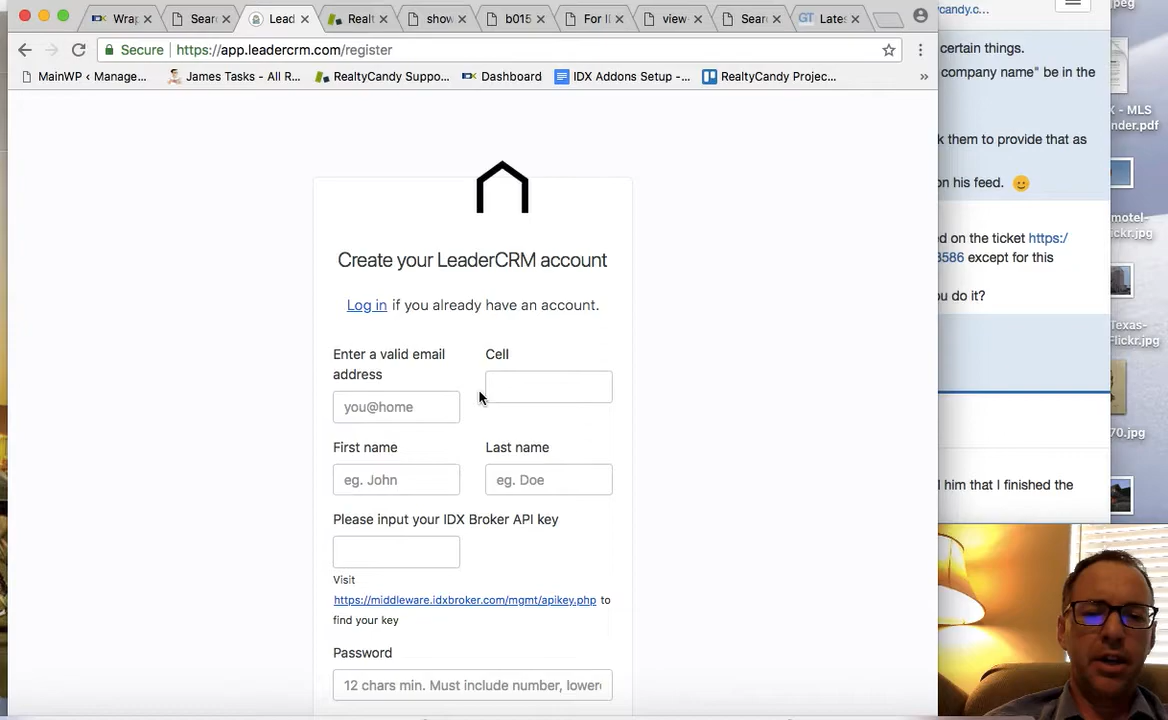 Wrap
Sear
Lead
Realt
show
b015
For I
view
Sear
GT Lates
candy.c...
Secure https://app.leadercrm.com/register
MainWP ‹ Manage...
James Tasks - All R...
RealtyCandy Suppo...
Dashboard
IDX Addons Setup -...
RealtyCandy Projec...
»
Create your LeaderCRM account
Log in if you already have an account.
Enter a valid email
address
Cell
you@home
First name
Last name
eg. John
eg. Doe
Please input your IDX Broker API key
Visit
https://middleware.idxbroker.com/mgmt/apikey.php to
find your key
Password
12 chars min. Must include number, lower
certain things.
company name" be in the
k them to provide that as
on his feed.
ed on the ticket https:/
3586 except for this
u do it?
l him that I finished the
jpeg
X - MLS
nder.pdf
motel-
ckr.jpg
Texas-
Flickr.jpg
70.jpg